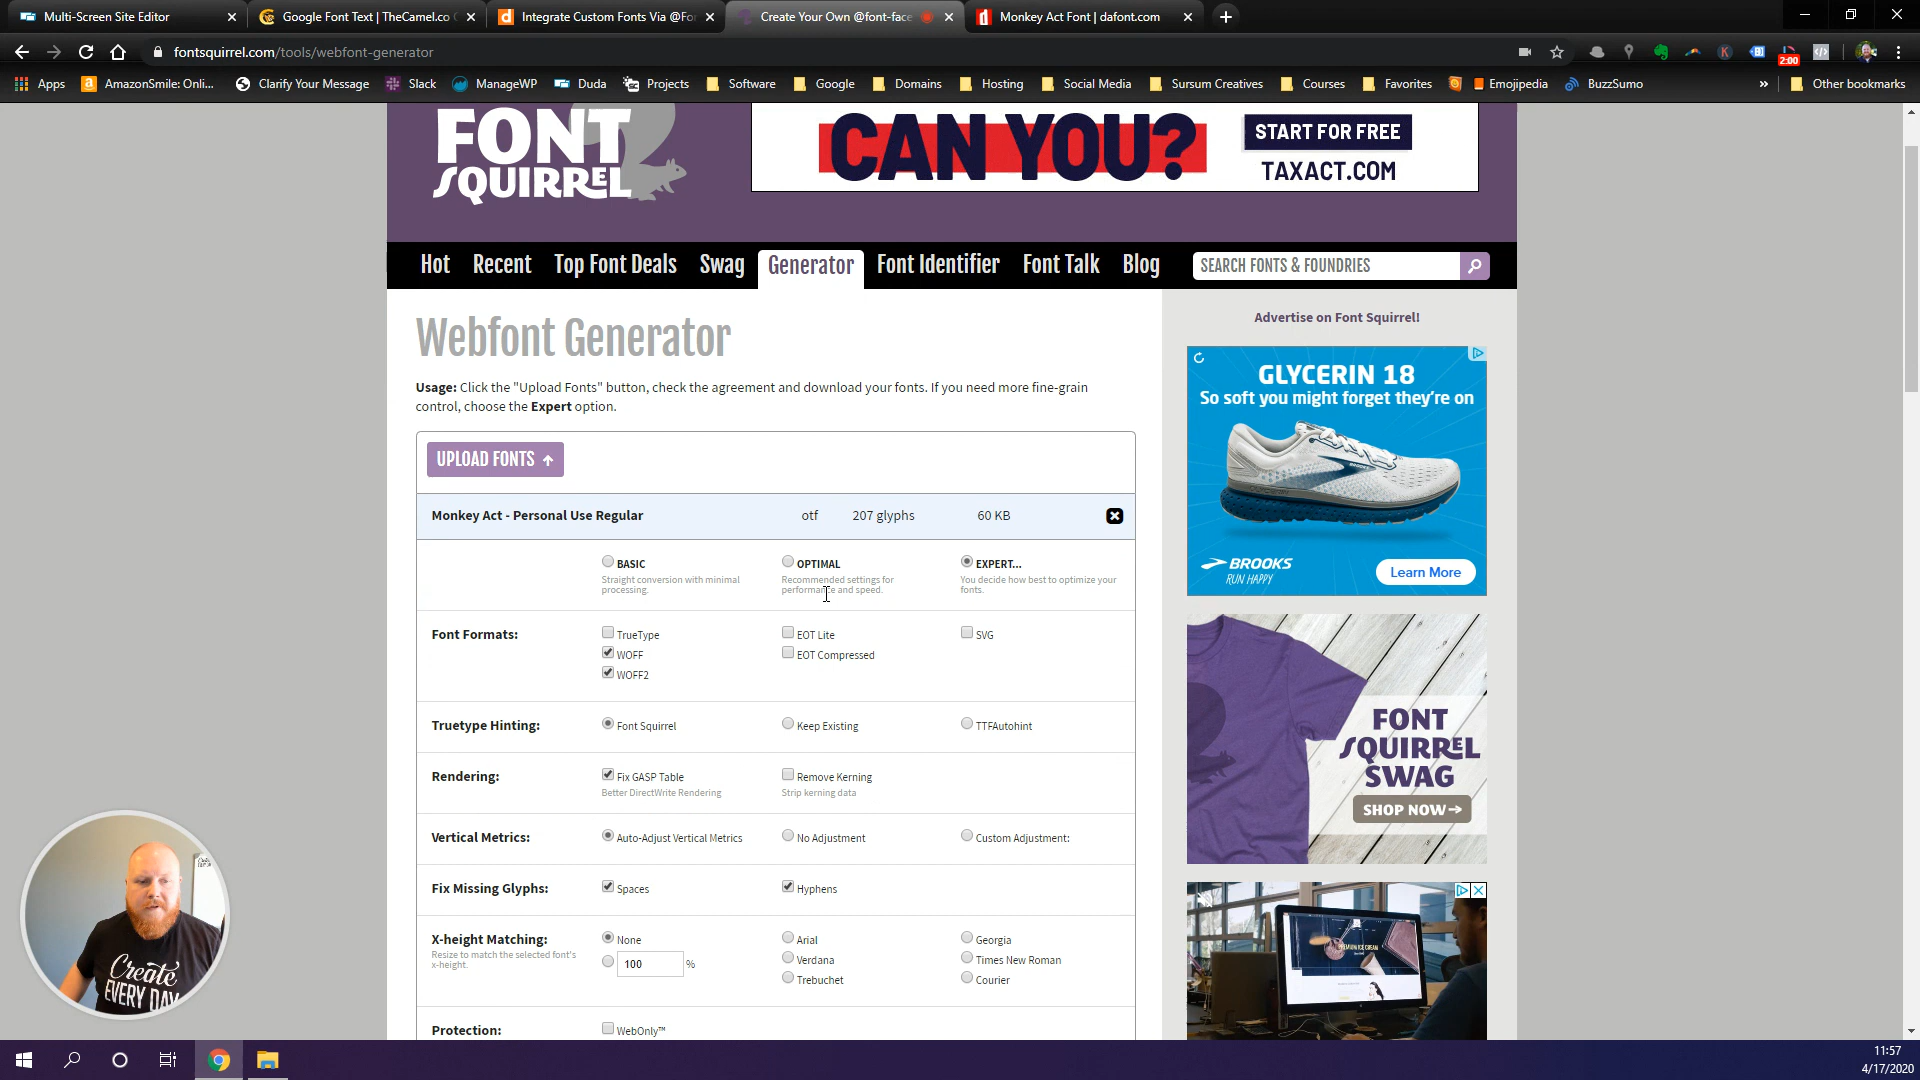 Multi-Screen Site Editor
Google Font Text | TheCamel.co
Integrate Custom Fonts Via @For
Create Your Own @font-face
Monkey Act Font | dafont.com
fontsquirrel.com/tools/webfont-generator
2:00
Apps
AmazonSmile: Onli...
Clarify Your Message
Slack
ManageWP
Duda
Projects
Software
Google
Domains
Hosting
Social Media
Sursum Creatives
Courses
Favorites
Emojipedia
BuzzSumo
Other bookmarks
FONT
SQUIRREL
CAN YOU?
START FOR FREE
TAXACT.COM
Hot
Recent
Top Font Deals
Swag
Generator
Font Identifier
Font Talk
Blog
SEARCH FONTS & FOUNDRIES
Webfont Generator
Usage: Click the "Upload Fonts" button, check the agreement and download your fonts. If you need more fine-grain
control, choose the Expert option.
UPLOAD FONTS
Monkey Act - Personal Use Regular
otf
207 glyphs
60 KB
BASIC
Straight conversion with minimal
processing.
OPTIMAL
Recommended settings for
performance and speed.
EXPERT...
You decide how best to optimize your
fonts.
Font Formats:
TrueType
WOFF
WOFF2
EOT Lite
EOT Compressed
SVG
Truetype Hinting:
Font Squirrel
Keep Existing
TTFAutohint
Rendering:
Fix GASP Table
Better DirectWrite Rendering
Remove Kerning
Strip kerning data
Vertical Metrics:
Auto-Adjust Vertical Metrics
No Adjustment
Custom Adjustment:
Fix Missing Glyphs:
Spaces
Hyphens
X-height Matching:
Resize to match the selected font's
x-height.
None
100
%
Arial
Verdana
Trebuchet
Georgia
Times New Roman
Courier
Protection:
WebOnly™
Advertise on Font Squirrel!
GLYCERIN 18
So soft you might forget they're on
BROOKS
RUN HAPPY
Learn More
FONT
SQUIRREL
SWAG
SHOP NOW→
Create
EVERY DAY
11:57
4/17/2020